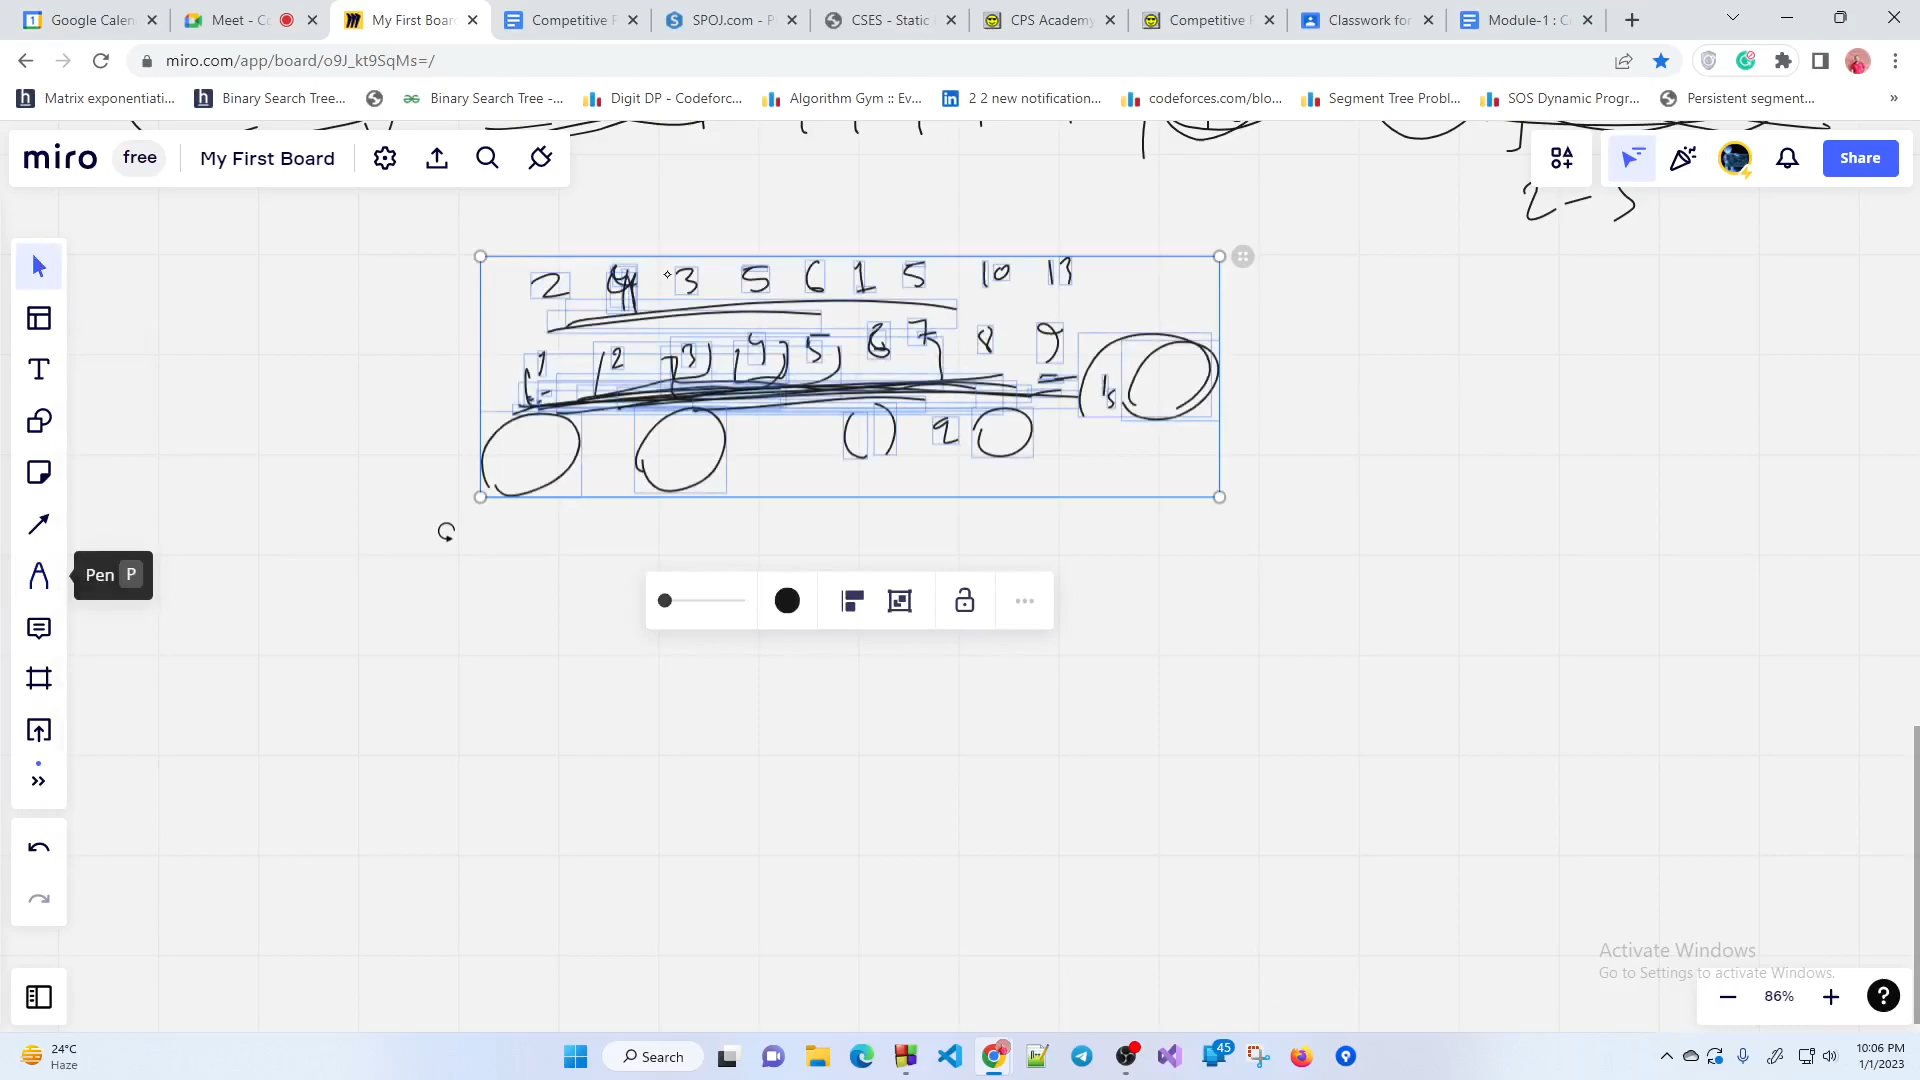 Google Calen
Meet - Co
My First Boar
Competitive P
SPOJ.com - P
CSES - Static
CPS Academy
Competitive P
Classwork for
Module-1 : C
miro.com/app/board/o9J_kt9SqMs=/
Matrix exponentiati...
Binary Search Tree...
Binary Search Tree -...
Digit DP - Codeforc...
Algorithm Gym :: Ev...
2 2 new notification...
codeforces.com/blo...
Segment Tree Probl...
SOS Dynamic Progr...
Persistent segment...
»
miro free My First Board
Share
2 4 3 5 6 1 5 10 13
1 2 3 4 5 6 7 8 9
Pen P
Activate Windows
Go to Settings to activate Windows.
86%
24°C
Haze
Search
45
10:06 PM
1/1/2023